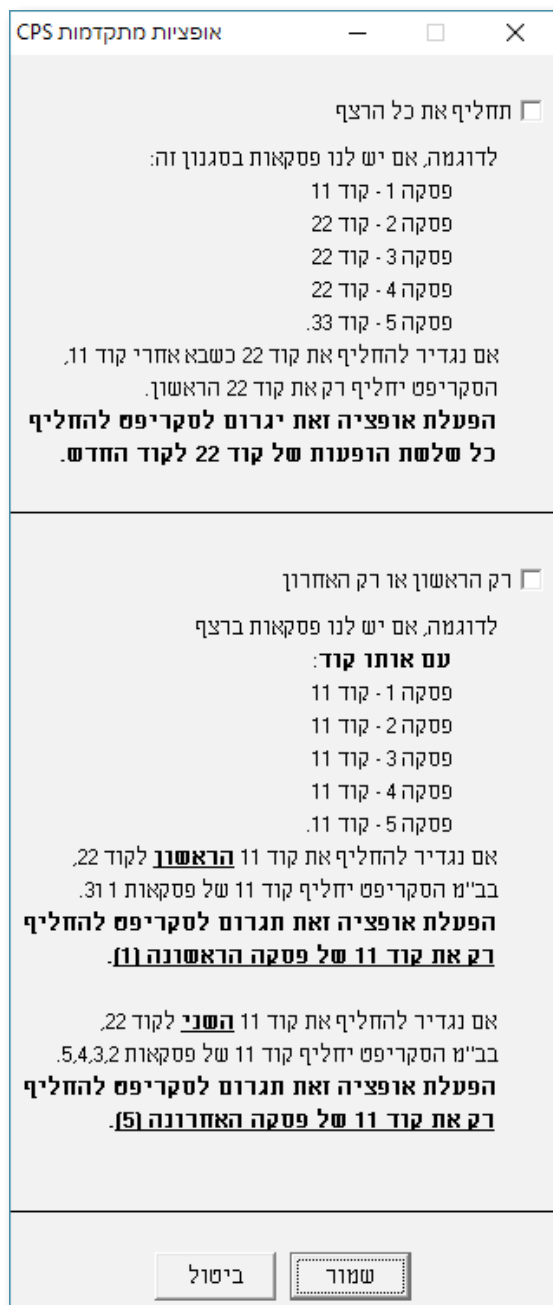 אופציות מתקדמות CPS
תחליף את כל הרצף
לדוגמה, אם יש לנו פסקאות בסגנון זה:
פסקה 1 - קוד 11
פסקה 2 - קוד 22
פסקה 3 - קוד 22
פסקה 4 - קוד 22
פסקה 5 - קוד 33.
אם נגדיר להחליף את קוד 22 כשבא אחרי קוד 11,
הסקריפט יחליף רק את קוד 22 הראשון.
הפעלת אופציה זאת יגרום לסקריפט להחליף
כל שלשת הופעות של קוד 22 לקוד החדש.
רק הראשון או רק האחרון
לדוגמה, אם יש לנו פסקאות ברצף
עם אותו קוד:
פסקה 1 - קוד 11
פסקה 2 - קוד 11
פסקה 3 - קוד 11
פסקה 4 - קוד 11
פסקה 5 - קוד 11.
אם נגדיר להחליף את קוד 11 הראשון לקוד 22,
בב"מ הסקריפט יחליף קוד 11 של פסקאות 1 ו3.
הפעלת אופציה זאת תגרום לסקריפט להחליף
רק את קוד 11 של פסקה הראשונה (1).
אם נגדיר להחליף את קוד 11 השני לקוד 22,
בב"מ הסקריפט יחליף קוד 11 של פסקאות 5,4,3,2.
הפעלת אופציה זאת תגרום לסקריפט להחליף
רק את קוד 11 של פסקה האחרונה (5).
שמור
ביטול